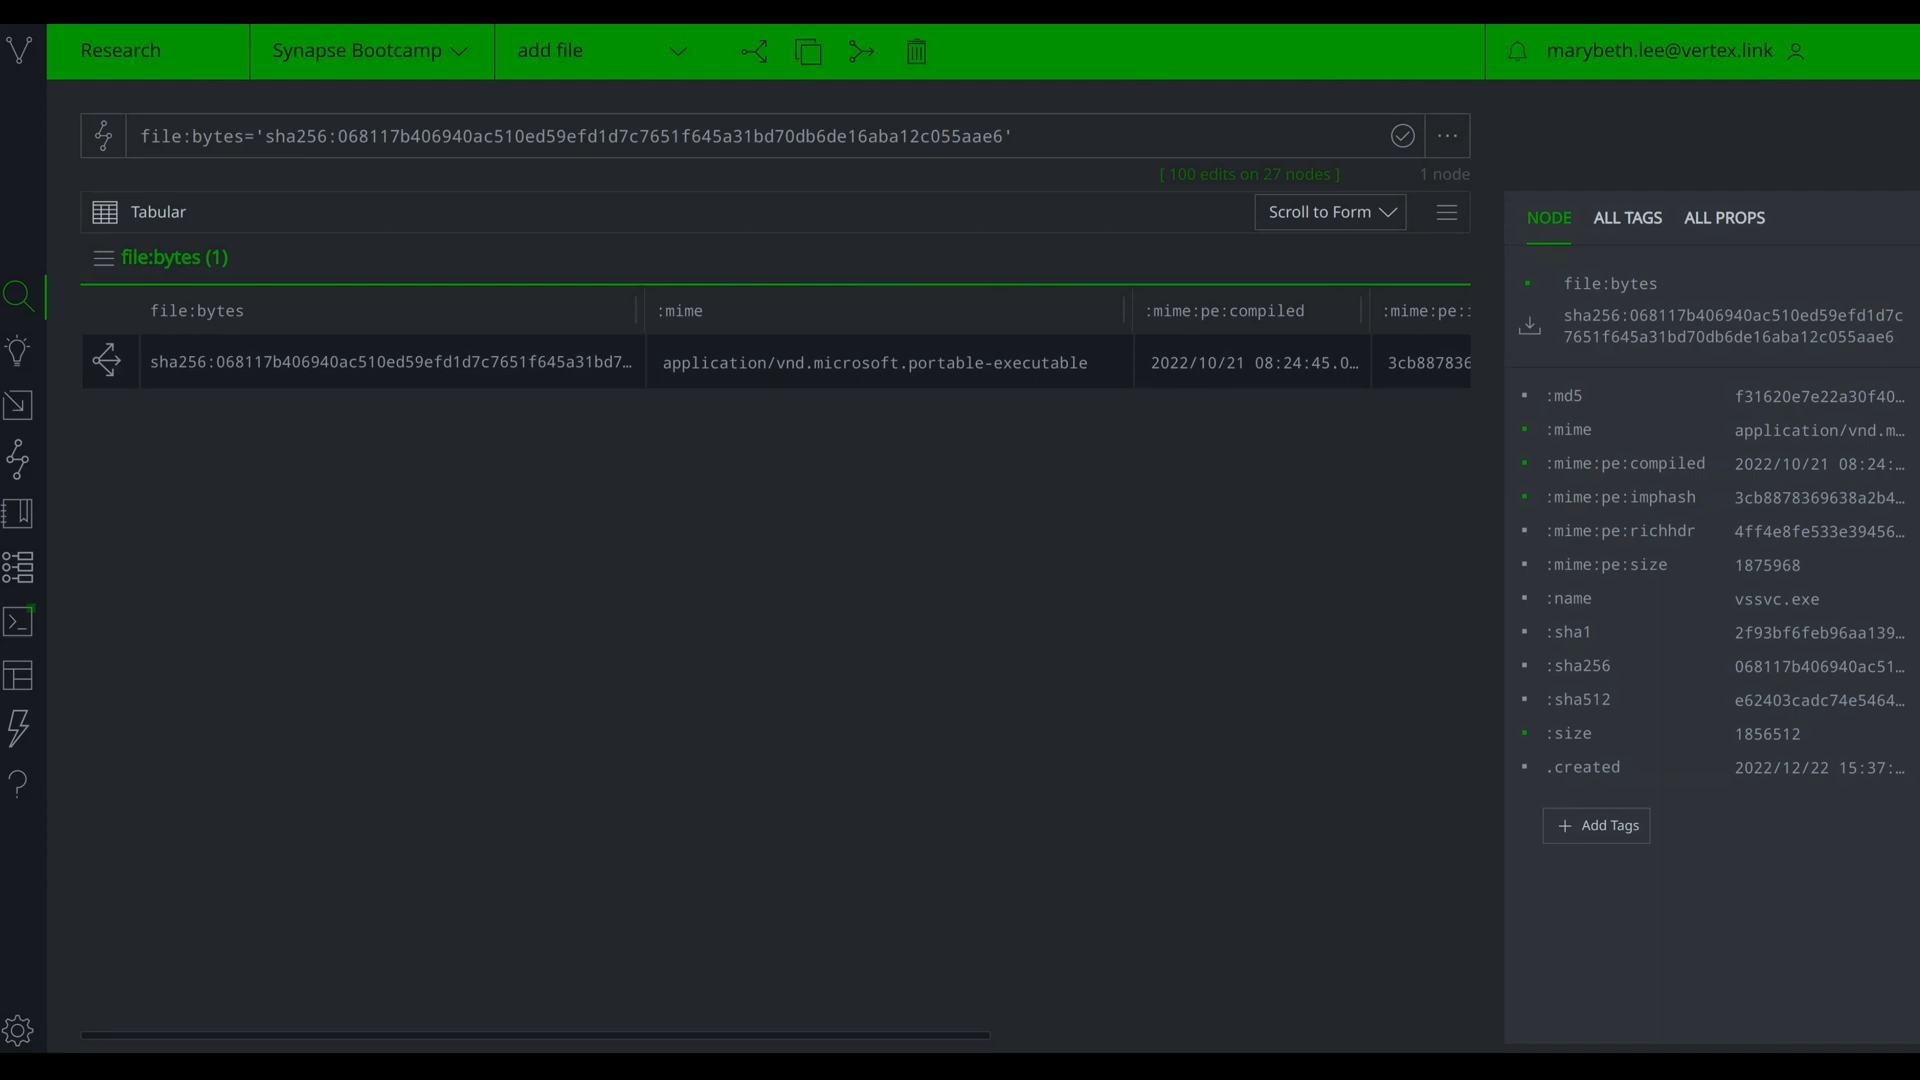 Research
Synapse Bootcamp
add file
marybeth.lee@vertex.link
file:bytes='sha256:068117b406940ac510ed59efd1d7c7651f645a31bd70db6de16aba12c055aae6'
...
[ 100 edits on 27 nodes ]
1 node
Tabular
Scroll to Form
file:bytes (1)
file:bytes :mime :mime:pe:compiled :mime:pe:i
sha256:068117b406940ac510ed59efd1d7c7651f645a31bd7… application/vnd.microsoft.portable-executable 2022/10/21 08:24:45.0… 3cb887836
NODE ALL TAGS ALL PROPS
file:bytes
sha256:068117b406940ac510ed59efd1d7c
7651f645a31bd70db6de16aba12c055aae6
:md5 f31620e7e22a30f40…
:mime application/vnd.m…
:mime:pe:compiled 2022/10/21 08:24:…
:mime:pe:imphash 3cb8878369638a2b4…
:mime:pe:richhdr 4ff4e8fe533e39456…
:mime:pe:size 1875968
:name vssvc.exe
:sha1 2f93bf6feb96aa139…
:sha256 068117b406940ac51…
:sha512 e62403cadc74e5464…
:size 1856512
.created 2022/12/22 15:37:…
+ Add Tags